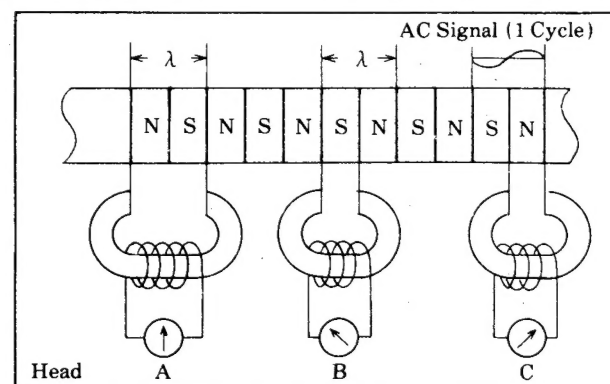 AC Signal (1 Cycle)
λ λ
N S N S N S N S N S N
Head A B C